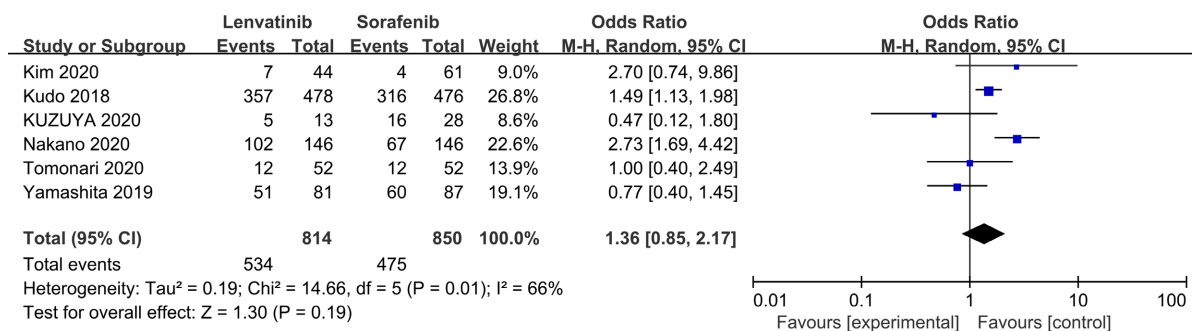 Lenvatinib Sorafenib Odds Ratio Odds Ratio
Study or Subgroup Events Total Events Total Weight M-H, Random, 95% CI M-H, Random, 95% CI
Kim 2020 7 44 4 61 9.0% 2.70 [0.74, 9.86]
Kudo 2018 357 478 316 476 26.8% 1.49 [1.13, 1.98]
KUZUYA 2020 5 13 16 28 8.6% 0.47 [0.12, 1.80]
Nakano 2020 102 146 67 146 22.6% 2.73 [1.69, 4.42]
Tomonari 2020 12 52 12 52 13.9% 1.00 [0.40, 2.49]
Yamashita 2019 51 81 60 87 19.1% 0.77 [0.40, 1.45]
Total (95% CI) 814 850 100.0% 1.36 [0.85, 2.17]
Total events 534 475
Heterogeneity: Tau² = 0.19; Chi² = 14.66, df = 5 (P = 0.01); I² = 66%
Test for overall effect: Z = 1.30 (P = 0.19)
0.01 0.1 1 10 100
Favours [experimental] Favours [control]